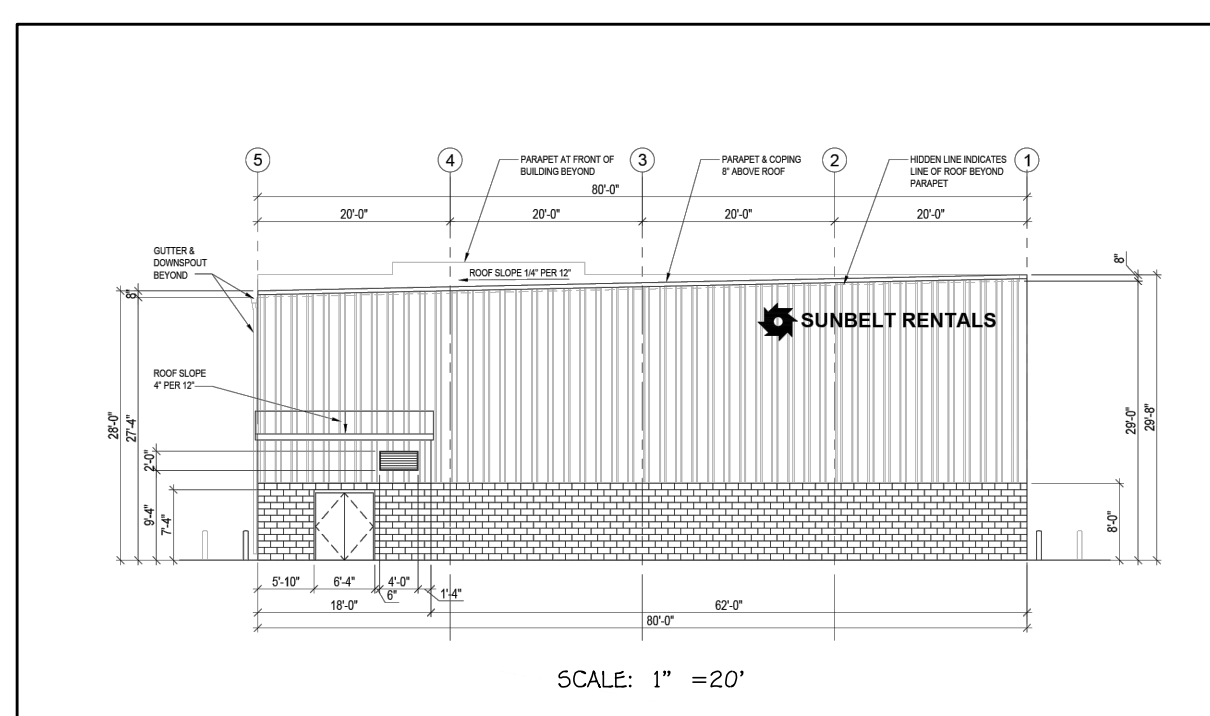 5
4
3
2
1
PARAPET AT FRONT OF
BUILDING BEYOND
PARAPET & COPING
8" ABOVE ROOF
HIDDEN LINE INDICATES
LINE OF ROOF BEYOND
PARAPET
80'-0"
20'-0"
20'-0"
20'-0"
20'-0"
GUTTER &
DOWNSPOUT
BEYOND
ROOF SLOPE 1/4" PER 12"
8"
8"
SUNBELT RENTALS
ROOF SLOPE
4" PER 12"
28'-0"
27'-4"
2'-0"
9'-4"
7'-4"
29'-0"
29'-8"
8'-0"
5'-10"
6'-4"
6"
4'-0"
1'-4"
18'-0"
62'-0"
80'-0"
SCALE: 1" =20'